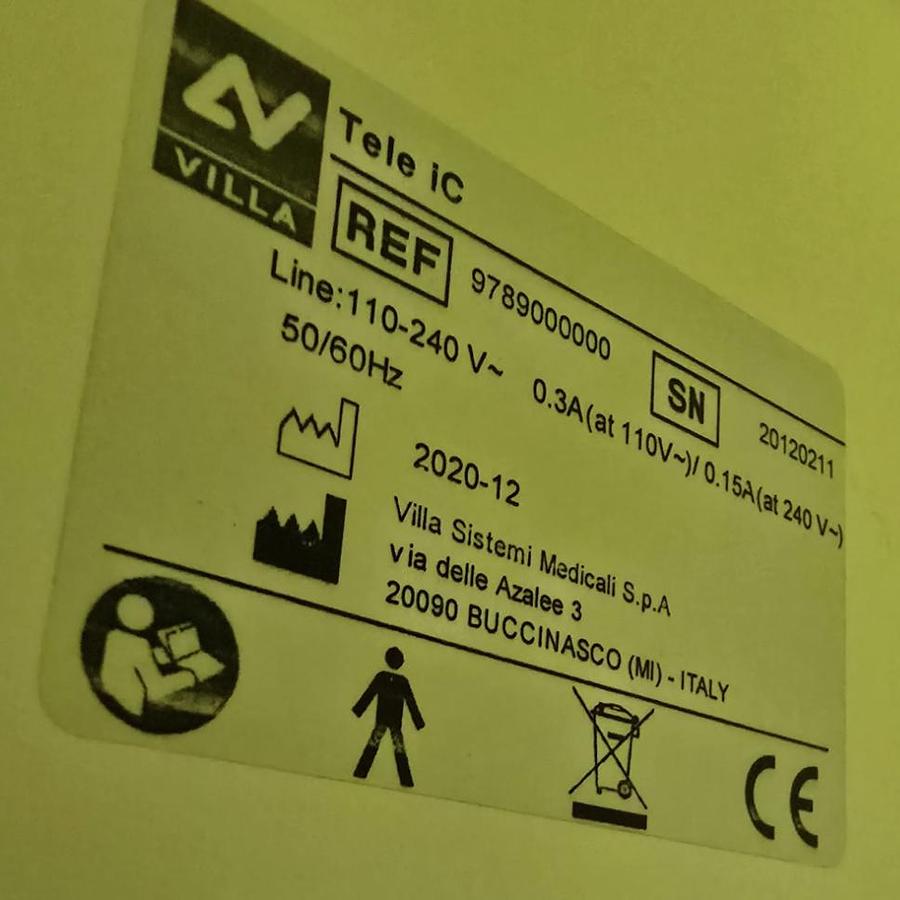 VILLA
Tele iC
REF 9789000000 SN 20120211
Line:110-240 V~ 0.3A(at 110V~)/ 0.15A(at 240 V~)
50/60Hz
2020-12
Villa Sistemi Medicali S.p.A
via delle Azalee 3
20090 BUCCINASCO (MI) - ITALY
CE